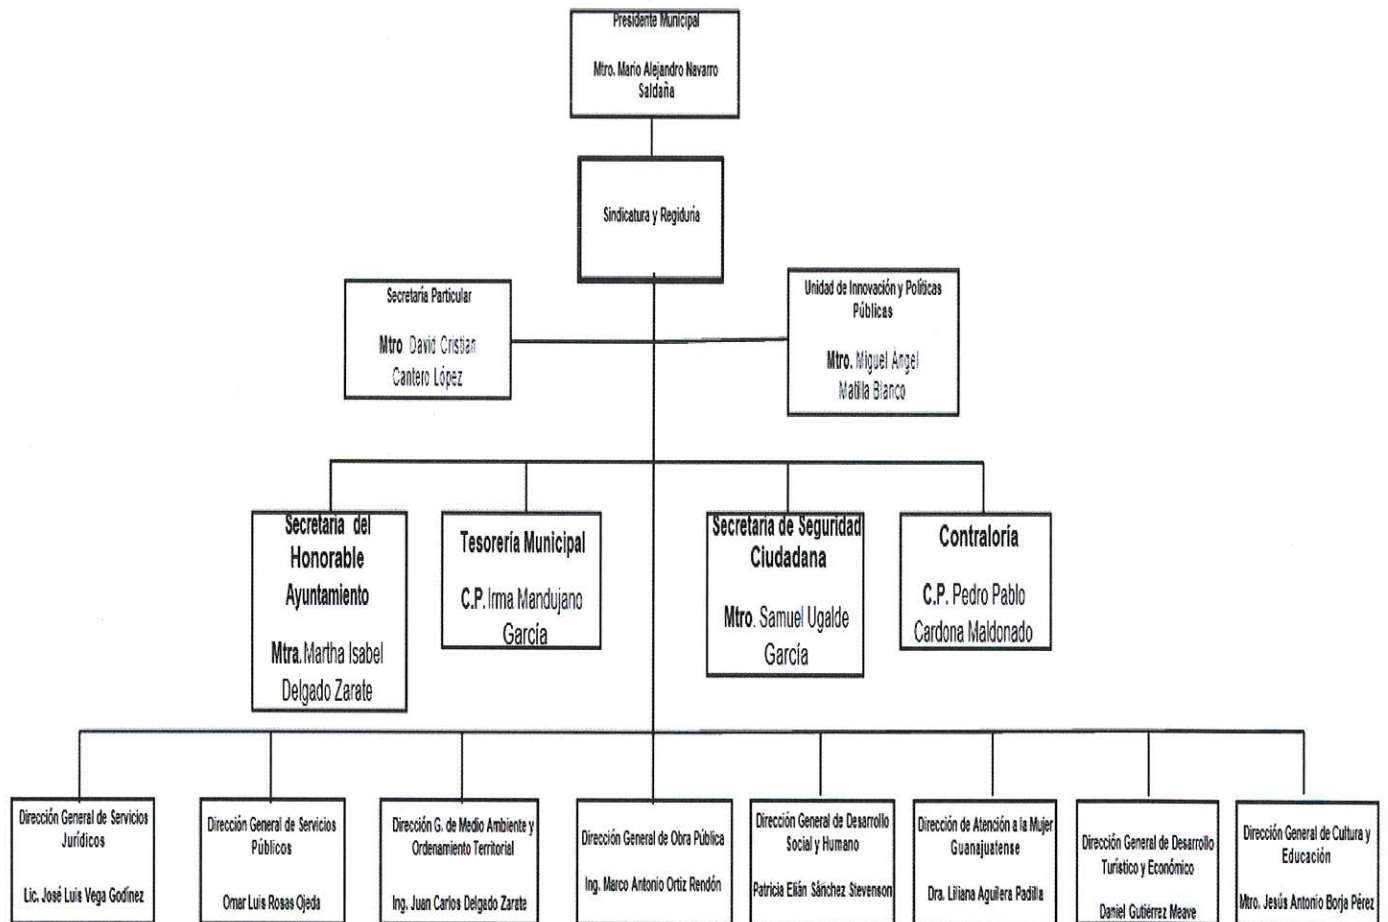 Presidente Municipal
Mtro. Mario Alejandro Navarro
Saldaña
Sindicatura y Regiduría
Secretaría Particular
Mtro David Cristian
Cantero López
Unidad de Innovación y Políticas
Públicas
Mtro. Miguel Ángel
Matilla Blanco
Secretaria del
Honorable
Ayuntamiento
Mtra.Martha Isabel
Delgado Zarate
Tesorería Municipal
C.P. Irma Mandujano
García
Secretaria de Seguridad
Ciudadana
Mtro. Samuel Ugalde
García
Contraloría
C.P. Pedro Pablo
Cardona Maldonado
Dirección General de Servicios
Jurídicos
Lic. José Luis Vega Godínez
Dirección General de Servicios
Públicos
Omar Luis Rosas Ojeda
Dirección G. de Medio Ambiente y
Ordenamiento Territorial
Ing. Juan Carlos Delgado Zarate
Dirección General de Obra Pública
Ing. Marco Antonio Ortiz Rendón
Dirección General de Desarrollo
Social y Humano
Patricia Elián Sánchez Stevenson
Dirección de Atención a la Mujer
Guanajuatense
Dra. Liliana Aguilera Padilla
Dirección General de Desarrollo
Turístico y Económico
Daniel Gutiérrez Meave
Dirección General de Cultura y
Educación
Mtro. Jesús Antonio Borja Pérez